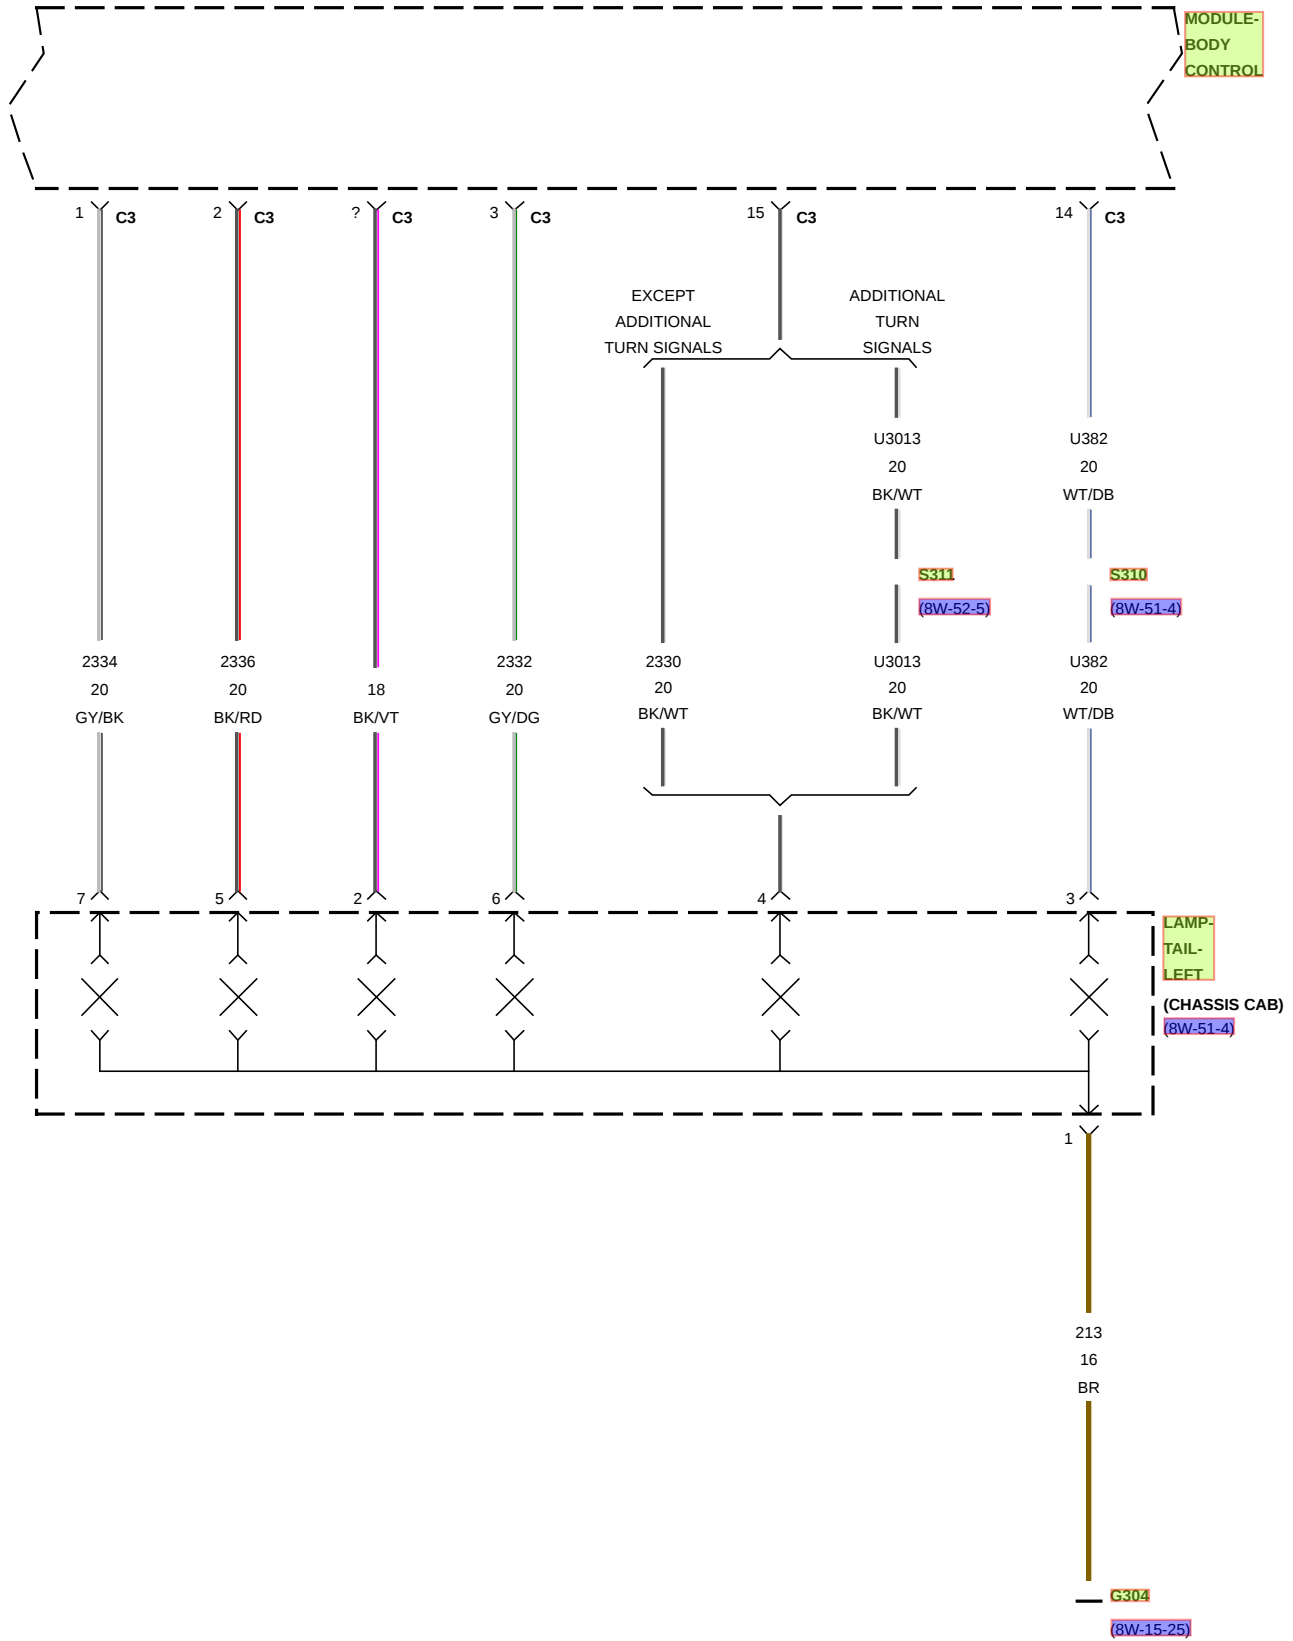 MODULE-
BODY
CONTROL
1 C3 2 C3 ? C3 3 C3 15 C3 14 C3
EXCEPT
ADDITIONAL
TURN SIGNALS
ADDITIONAL
TURN
SIGNALS
U3013
20
BK/WT
U382
20
WT/DB
S311
(8W-52-5)
S310
(8W-51-4)
2334
20
GY/BK
2336
20
BK/RD
18
BK/VT
2332
20
GY/DG
2330
20
BK/WT
U3013
20
BK/WT
U382
20
WT/DB
7 5 2 6 4 3
LAMP-
TAIL-
LEFT
(CHASSIS CAB)
(8W-51-4)
1
213
16
BR
G304
(8W-15-25)